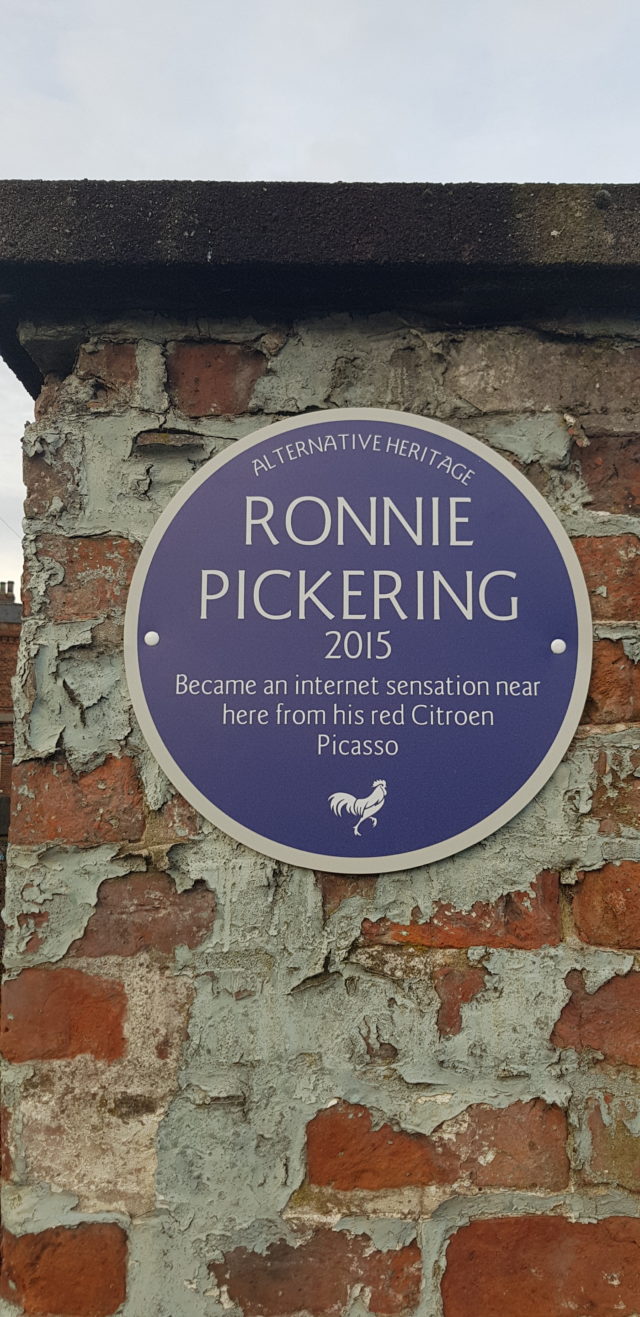 ALTERNATIVE HERITAGE
RONNIE
PICKERING
2015
Became an internet sensation near
here from his red Citroen
Picasso